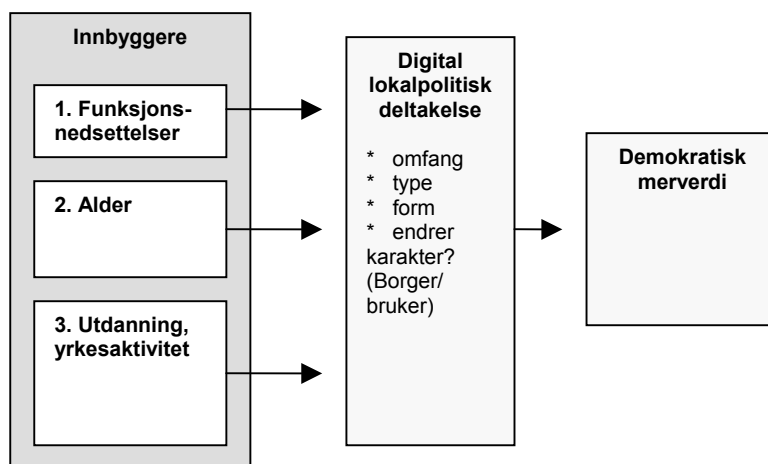 Innbyggere
1. Funksjons-
nedsettelser
2. Alder
3. Utdanning,
yrkesaktivitet
Digital
lokalpolitisk
deltakelse
* omfang
* type
* form
* endrer
karakter?
(Borger/
bruker)
Demokratisk
merverdi